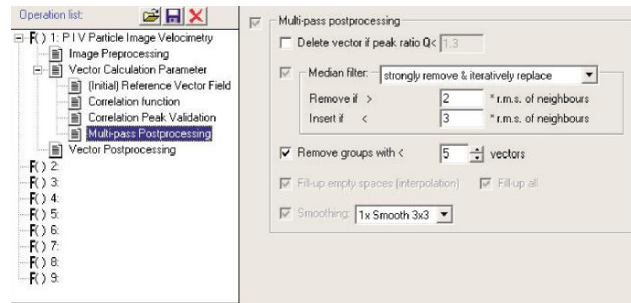 Operation list:
F( ) 1: P I V Particle Image Velocimetry
Image Preprocessing
Vector Calculation Parameter
(Initial) Reference Vector Field
Correlation function
Correlation Peak Validation
Multi-pass Postprocessing
Vector Postprocessing
F( ) 2:
F( ) 3:
F( ) 4:
F( ) 5:
F( ) 6:
F( ) 7:
F( ) 8:
F( ) 9:
Multi-pass postprocessing
Delete vector if peak ratio Q< 1.3
Median filter: strongly remove & iteratively replace
Remove if > 2 * r.m.s. of neighbours
Insert if < 3 * r.m.s. of neighbours
Remove groups with < 5 vectors
Fill-up empty spaces (interpolation) Fill-up all
Smoothing: 1x Smooth 3x3